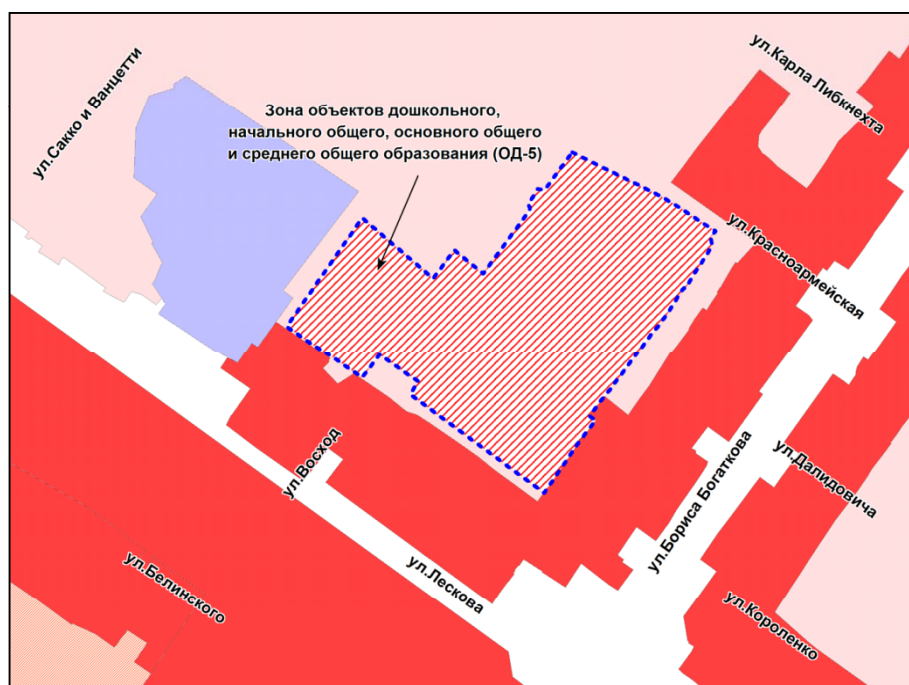 ул.Сакко и Ванцетти
ул.Карла Либкнехта
Зона объектов дошкольного,
начального общего, основного общего
и среднего общего образования (ОД-5)
ул.Красноармейская
ул.Восход
ул.Бориса Богаткова
ул.Далидовича
ул.Белинского
ул.Лескова
ул.Короленко